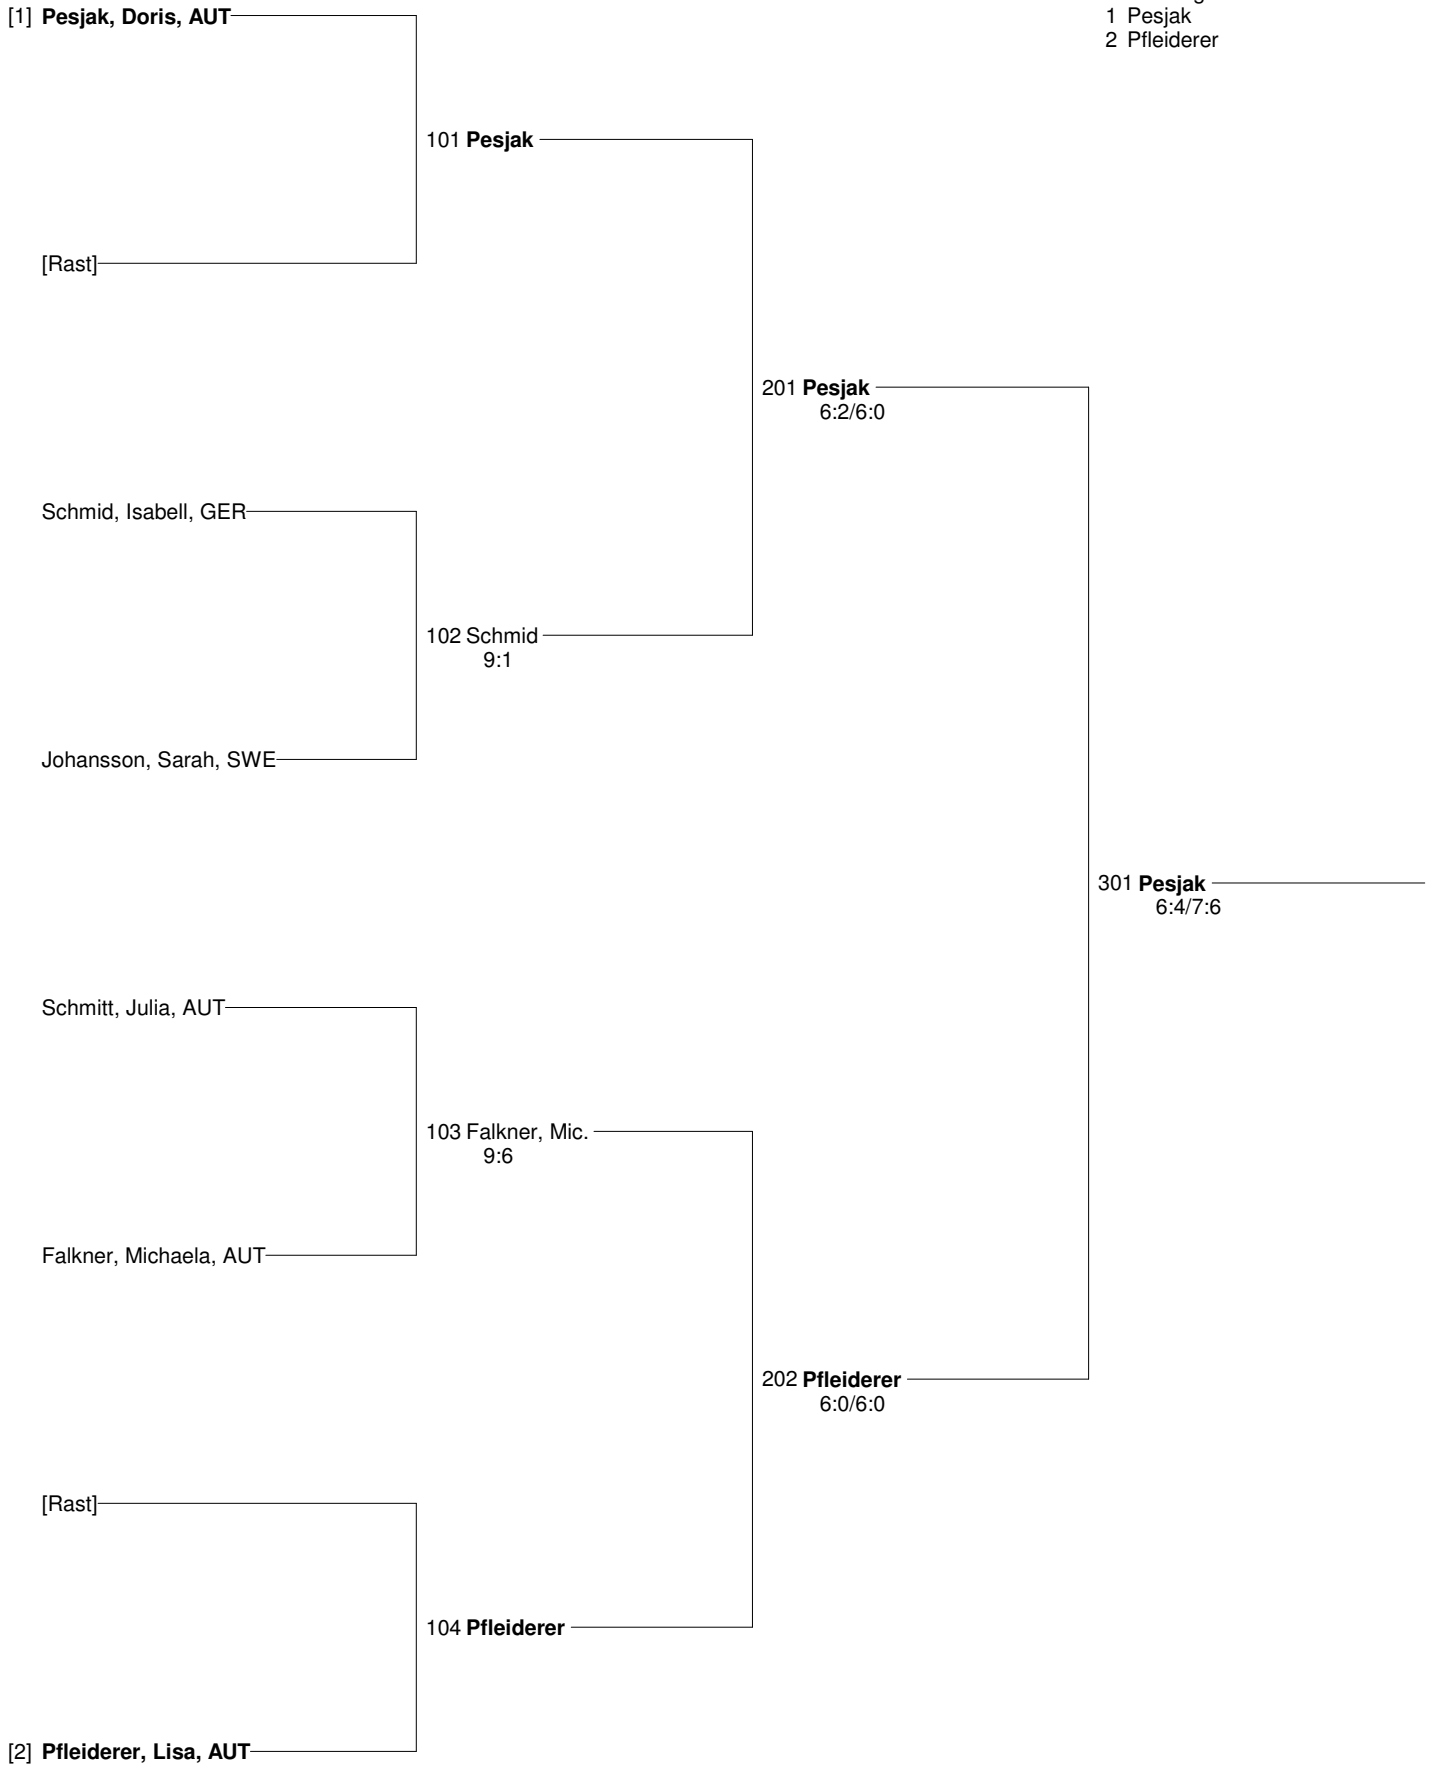 [1] Pesjak, Doris, AUT
1 Pesjak
2 Pfleiderer
101 Pesjak
[Rast]
201 Pesjak
6:2/6:0
Schmid, Isabell, GER
102 Schmid
9:1
Johansson, Sarah, SWE
301 Pesjak
6:4/7:6
Schmitt, Julia, AUT
103 Falkner, Mic.
9:6
Falkner, Michaela, AUT
202 Pfleiderer
6:0/6:0
[Rast]
104 Pfleiderer
[2] Pfleiderer, Lisa, AUT